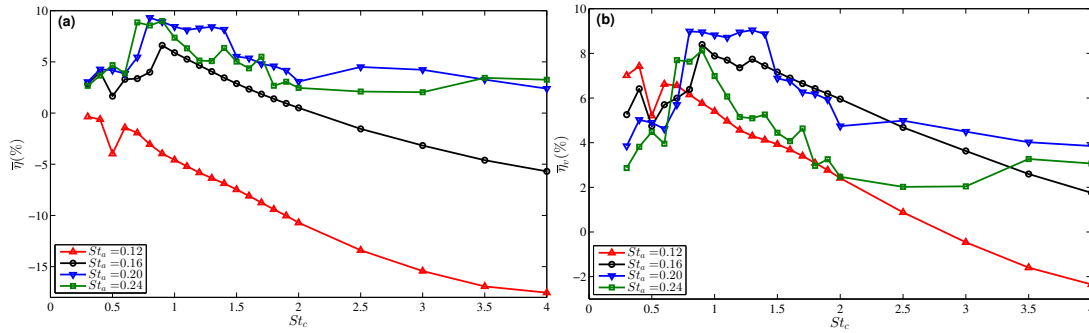 (a)
10
5
0
−5
−10
−15
η̅(%)
St_a =0.12
St_a =0.16
St_a =0.20
St_a =0.24
0 0.5 1 1.5 2 2.5 3 3.5 4
St_c
(b)
10
8
6
4
2
0
−2
η̅_v(%)
St_a =0.12
St_a =0.16
St_a =0.20
St_a =0.24
0 0.5 1 1.5 2 2.5 3 3.5 4
St_c